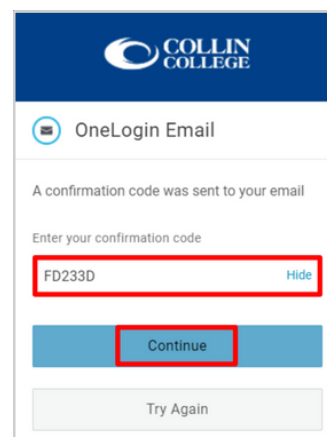 COLLIN
COLLEGE
OneLogin Email
A confirmation code was sent to your email
Enter your confirmation code
FD233D Hide
Continue
Try Again